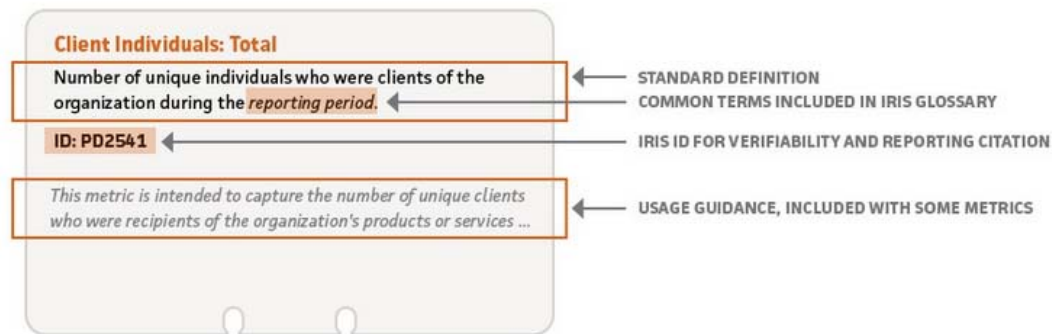 Client Individuals: Total
Number of unique individuals who were clients of the
organization during the reporting period.
ID: PD2541
This metric is intended to capture the number of unique clients
who were recipients of the organization's products or services ...
STANDARD DEFINITION
COMMON TERMS INCLUDED IN IRIS GLOSSARY
IRIS ID FOR VERIFIABILITY AND REPORTING CITATION
USAGE GUIDANCE, INCLUDED WITH SOME METRICS